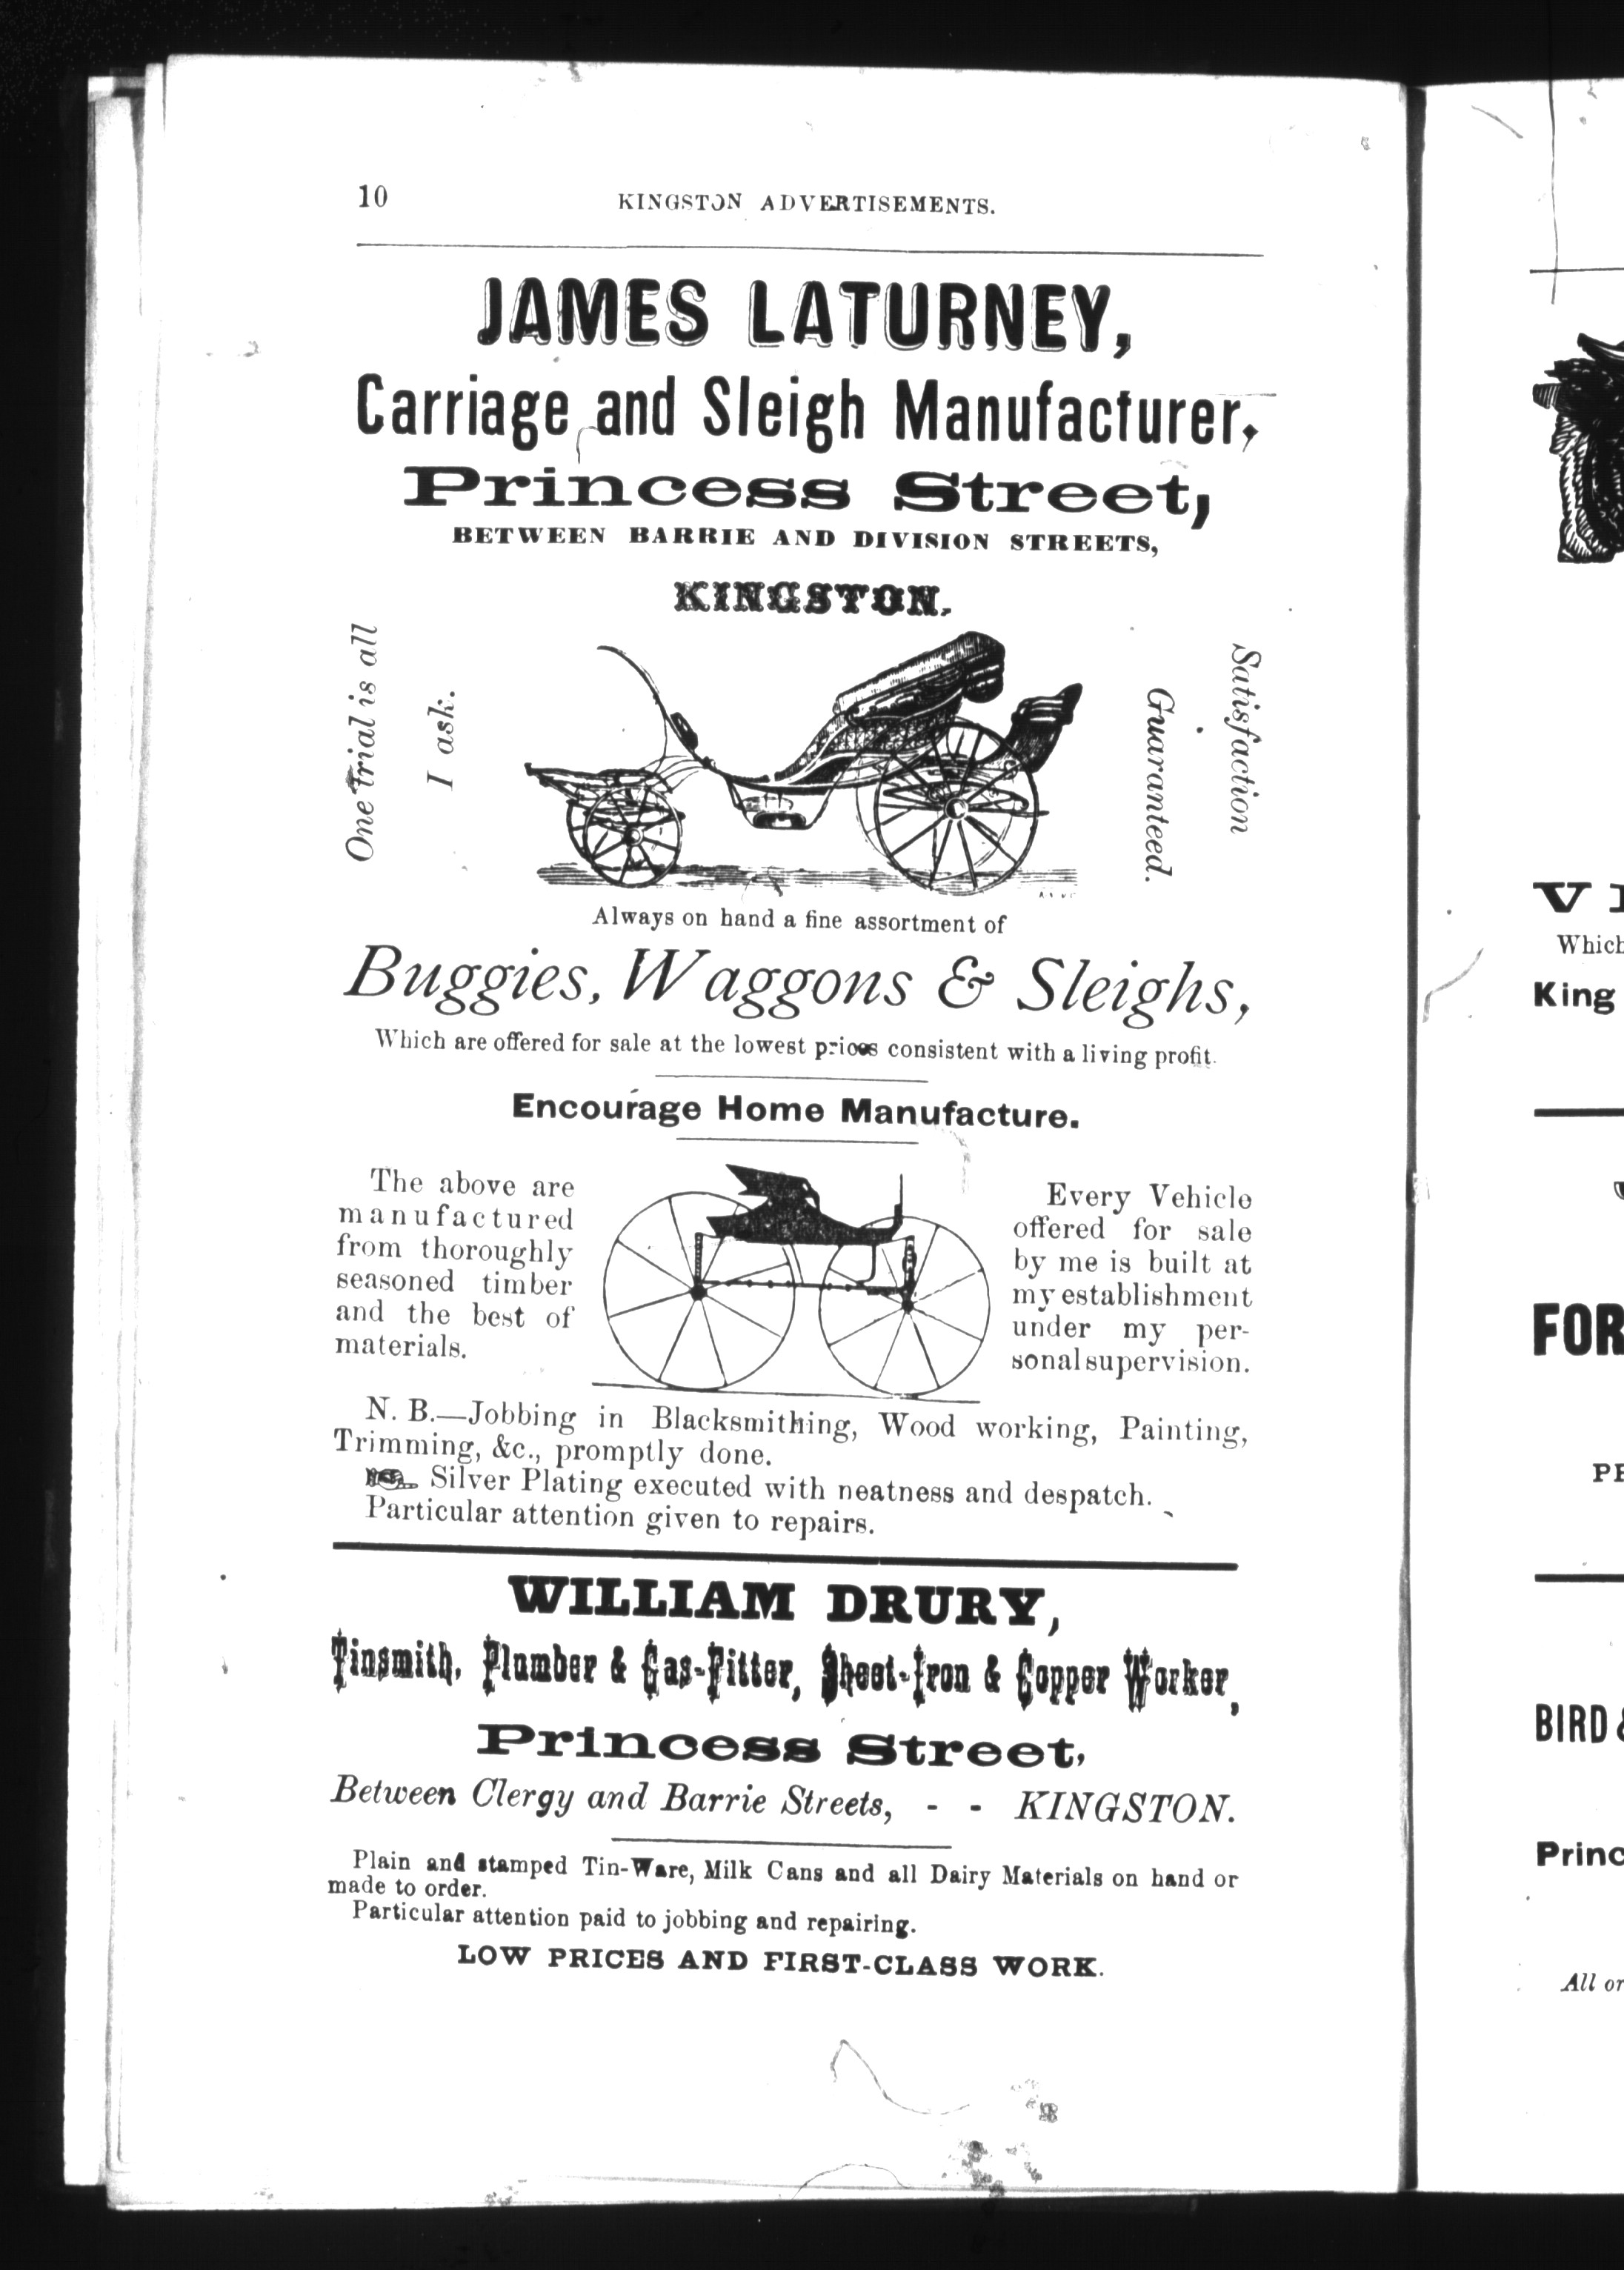 10
KINGSTON ADVERTISEMENTS.
JAMES LATURNEY,
Carriage and Sleigh Manufacturer,
Princess Street,
BETWEEN BARRIE AND DIVISION STREETS,
KINGSTON.
One trial is all
I ask.
Satisfaction
Guaranteed.
Always on hand a fine assortment of
Buggies, Waggons & Sleighs,
Which are offered for sale at the lowest prices consistent with a living profit.
Encourage Home Manufacture.
The above are
manufactured
from thoroughly
seasoned timber
and the best of
materials.
Every Vehicle
offered for sale
by me is built at
my establishment
under my per-
sonal supervision.
N. B.—Jobbing in Blacksmithing, Wood working, Painting,
Trimming, &c., promptly done.
Silver Plating executed with neatness and despatch.
Particular attention given to repairs.
WILLIAM DRURY,
Tinsmith, Plumber & Gas-Fitter, Sheet-Iron & Copper Worker,
Princess Street,
Between Clergy and Barrie Streets, - - KINGSTON.
Plain and stamped Tin-Ware, Milk Cans and all Dairy Materials on hand or
made to order.
Particular attention paid to jobbing and repairing.
LOW PRICES AND FIRST-CLASS WORK.
Which
King
FOR
BIRD &
Princ
All or